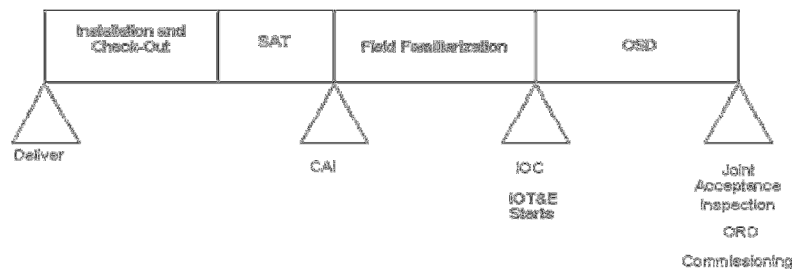 Installation and
Check-Out
SAT
Field Familiarization
OSD
Deliver
CAI
IOC
IOT&E
Starts
Joint
Acceptance
Inspection
ORD
Commissioning